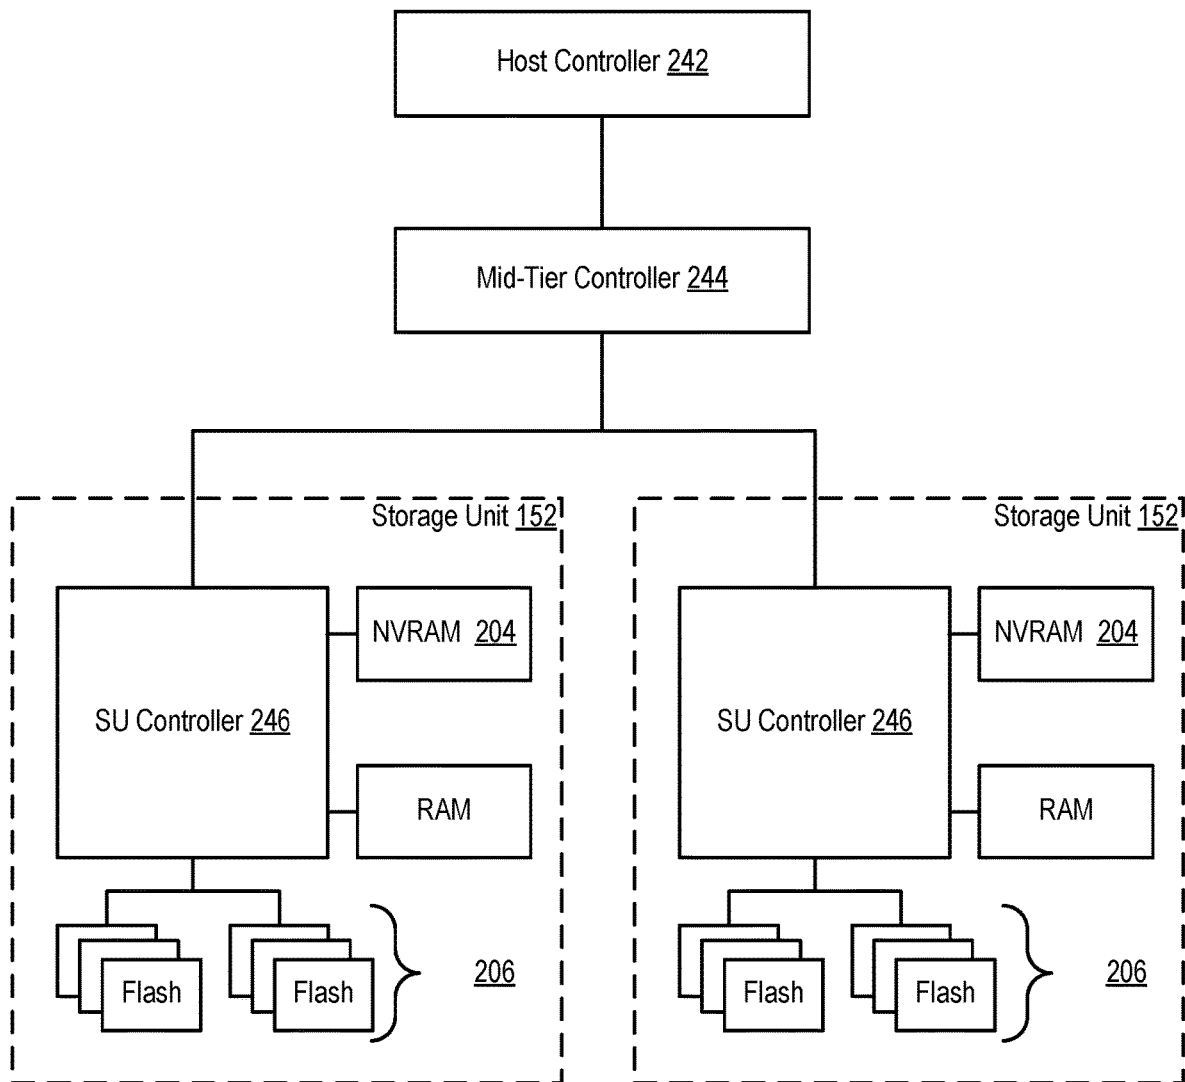 Host Controller 242
Mid-Tier Controller 244
Storage Unit 152
Storage Unit 152
NVRAM 204
NVRAM 204
SU Controller 246
SU Controller 246
RAM
RAM
Flash
Flash
206
Flash
Flash
206